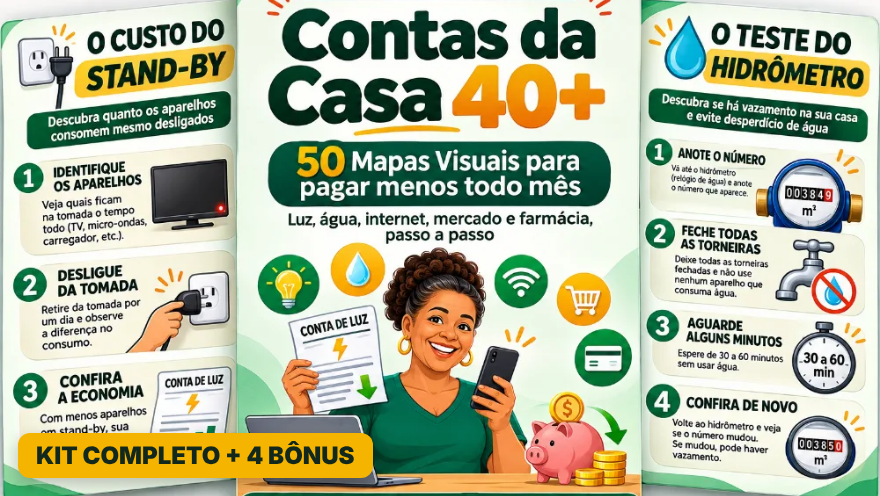 O CUSTO DO
STAND-BY
Descubra quanto os aparelhos
consomem mesmo desligados
1 IDENTIFIQUE
OS APARELHOS
Veja quais ficam
na tomada o tempo
todo (TV, micro-ondas,
carregador, etc.).
2 DESLIGUE
DA TOMADA
Retire da tomada por
um dia e observe
a diferença no
consumo.
3 CONFIRA
A ECONOMIA
Com menos aparelhos
em stand-by, sua
CONTA DE LUZ
KIT COMPLETO + 4 BÔNUS
Contas da
Casa 40+
50 Mapas Visuais para
pagar menos todo mês
Luz, água, internet, mercado e farmácia,
passo a passo
CONTA DE LUZ
$
O TESTE DO
HIDRÔMETRO
Descubra se há vazamento na sua casa
e evite desperdício de água
1 ANOTE O NÚMERO
Vá até o hidrômetro
(relógio de água) e anote
o número que aparece.
003849
m³
2 FECHE TODAS
AS TORNEIRAS
Deixe todas as torneiras
fechadas e não use
nenhum aparelho que
consuma água.
3 AGUARDE
ALGUNS MINUTOS
Espere de 30 a 60 minutos
sem usar água.
30 a 60
min
4 CONFIRA DE NOVO
Volte ao hidrômetro e veja
se o número mudou.
Se mudou, pode haver
vazamento.
003850
m³